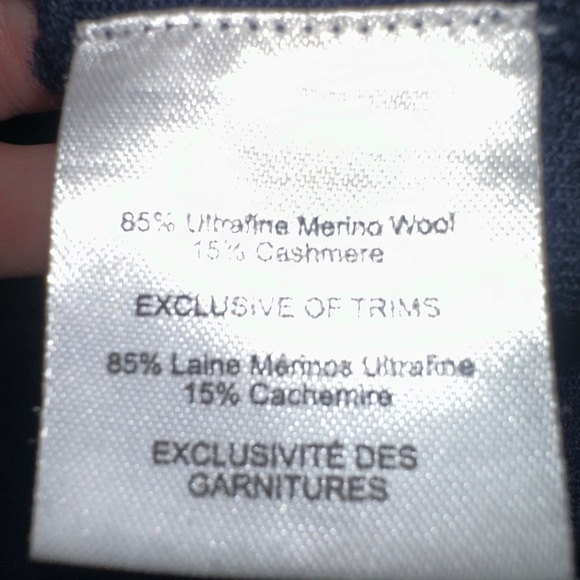 85% Ultrafine Merino Wool
15% Cashmere
EXCLUSIVE OF TRIMS
85% Laine Mérinos Ultrafine
15% Cachemire
EXCLUSIVITÉ DES
GARNITURES